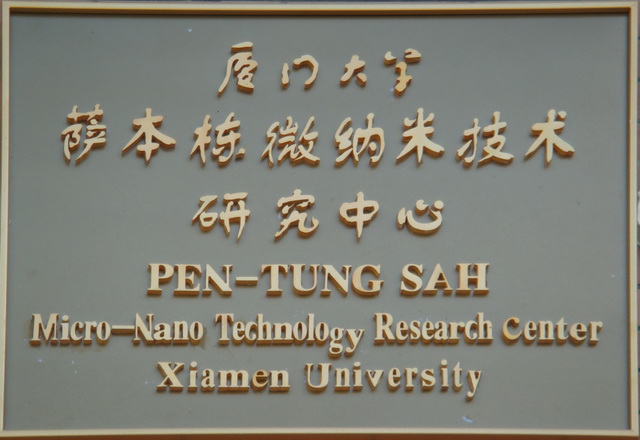 厦门大学
萨本栋微纳米技术
研究中心
PEN-TUNG SAH
Micro-Nano Technology Research Center
Xiamen University